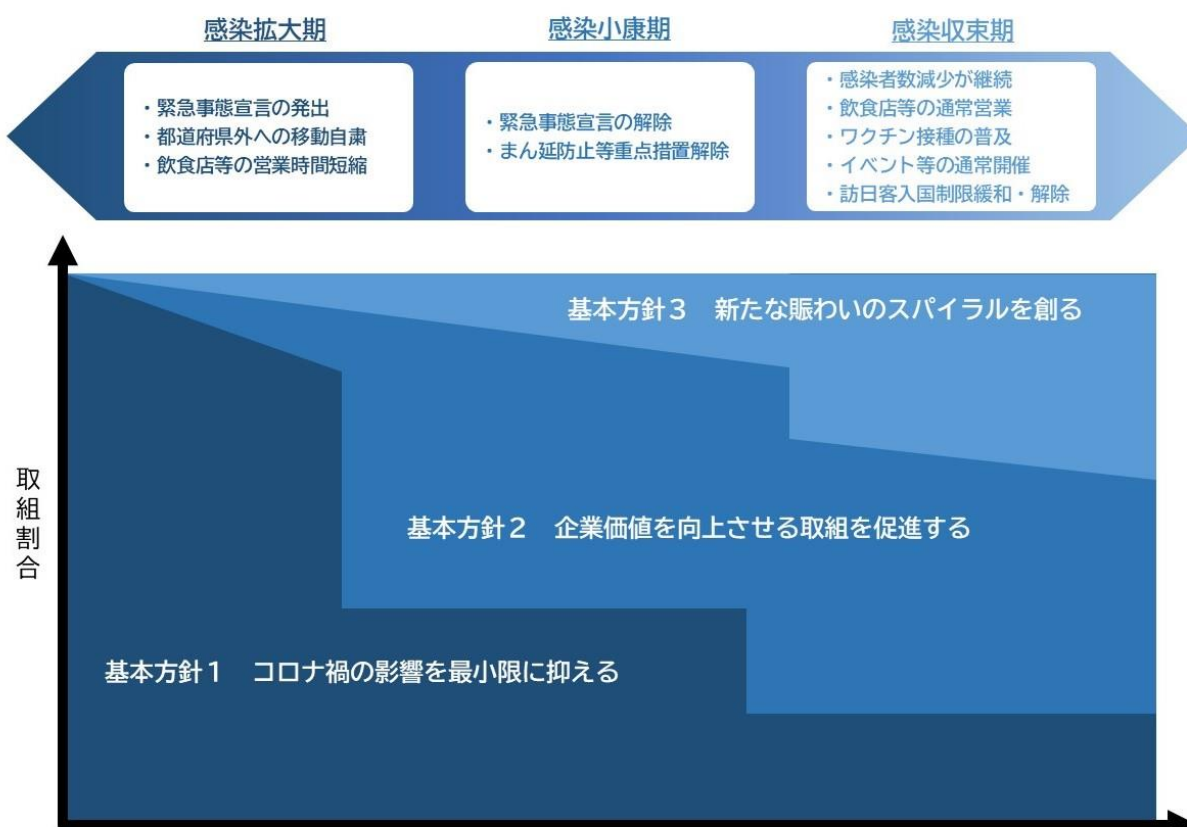 感染拡大期
・緊急事態宣言の発出
・都道府県外への移動自粛
・飲食店等の営業時間短縮
感染小康期
・緊急事態宣言の解除
・まん延防止等重点措置解除
感染収束期
・感染者数減少が継続
・飲食店等の通常営業
・ワクチン接種の普及
・イベント等の通常開催
・訪日客入国制限緩和・解除
取組割合
基本方針３　新たな賑わいのスパイラルを創る
基本方針２　企業価値を向上させる取組を促進する
基本方針１　コロナ禍の影響を最小限に抑える